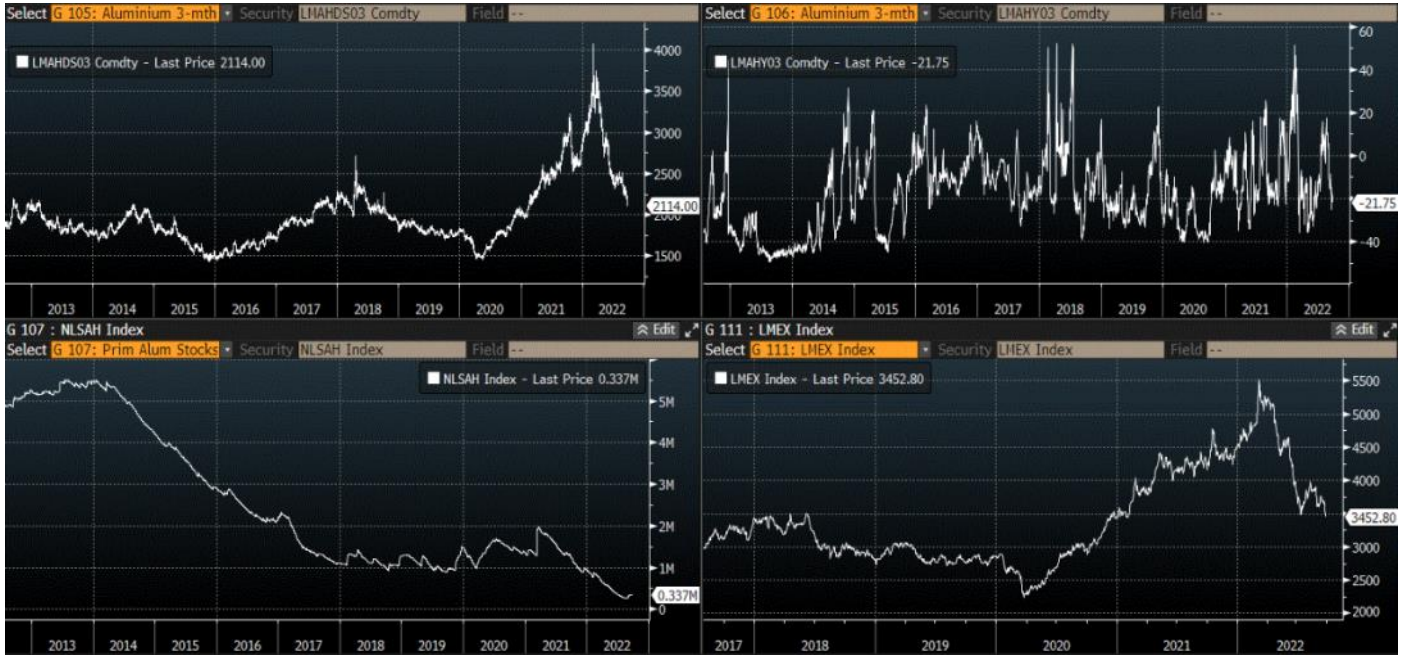 Select G 105: Aluminium 3-mth Security LMAHDS03 Comdty Field --
LMAHDS03 Comdty - Last Price 2114.00
4000
3500
3000
2500
2114.00
2000
1500
2013 2014 2015 2016 2017 2018 2019 2020 2021 2022
Select G 106: Aluminium 3-mth Security LMAHY03 Comdty Field --
LMAHY03 Comdty - Last Price -21.75
60
40
20
0
-21.75
-40
2013 2014 2015 2016 2017 2018 2019 2020 2021 2022
G 107 : NLSAH Index Edit
Select G 107: Prim Alum Stocks Security NLSAH Index Field --
NLSAH Index - Last Price 0.337M
5M
4M
3M
2M
1M
0.337M
0
2013 2014 2015 2016 2017 2018 2019 2020 2021 2022
G 111 : LMEX Index Edit
Select G 111: LMEX Index Security LMEX Index Field --
LMEX Index - Last Price 3452.80
5500
5000
4500
4000
3452.80
3000
2500
2000
2017 2018 2019 2020 2021 2022